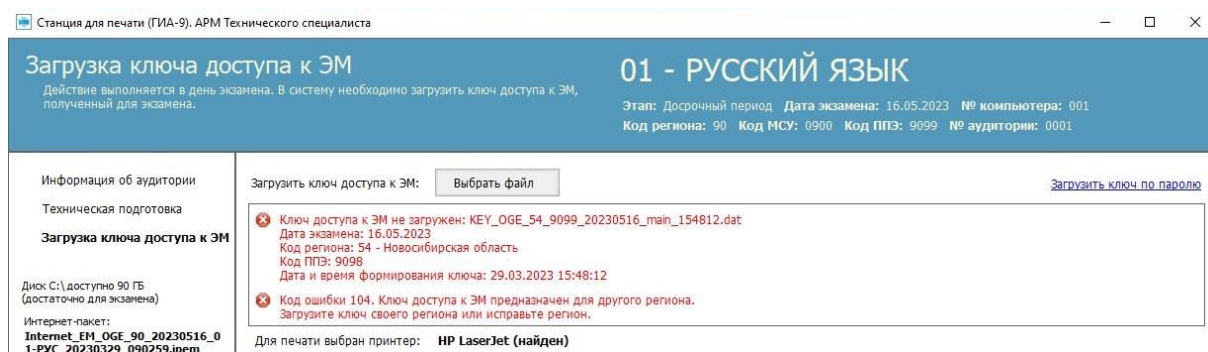 Станция для печати (ГИА-9). АРМ Технического специалиста
Загрузка ключа доступа к ЭМ
Действие выполняется в день экзамена. В систему необходимо загрузить ключ доступа к ЭМ,
полученный для экзамена.
01 - РУССКИЙ ЯЗЫК
Этап: Досрочный период Дата экзамена: 16.05.2023 № компьютера: 001
Код региона: 90 Код МСУ: 0900 Код ППЭ: 9099 № аудитории: 0001
Информация об аудитории
Техническая подготовка
Загрузка ключа доступа к ЭМ
Диск C:\ доступно 90 ГБ
(достаточно для экзамена)
Интернет-пакет:
Internet_EM_OGE_90_20230516_0
1-РУС_20230329_090259.ipem
Загрузить ключ доступа к ЭМ: Выбрать файл Загрузить ключ по паролю
Ключ доступа к ЭМ не загружен: KEY_OGE_54_9099_20230516_main_154812.dat
Дата экзамена: 16.05.2023
Код региона: 54 - Новосибирская область
Код ППЭ: 9098
Дата и время формирования ключа: 29.03.2023 15:48:12
Код ошибки 104. Ключ доступа к ЭМ предназначен для другого региона.
Загрузите ключ своего региона или исправьте регион.
Для печати выбран принтер: HP LaserJet (найден)